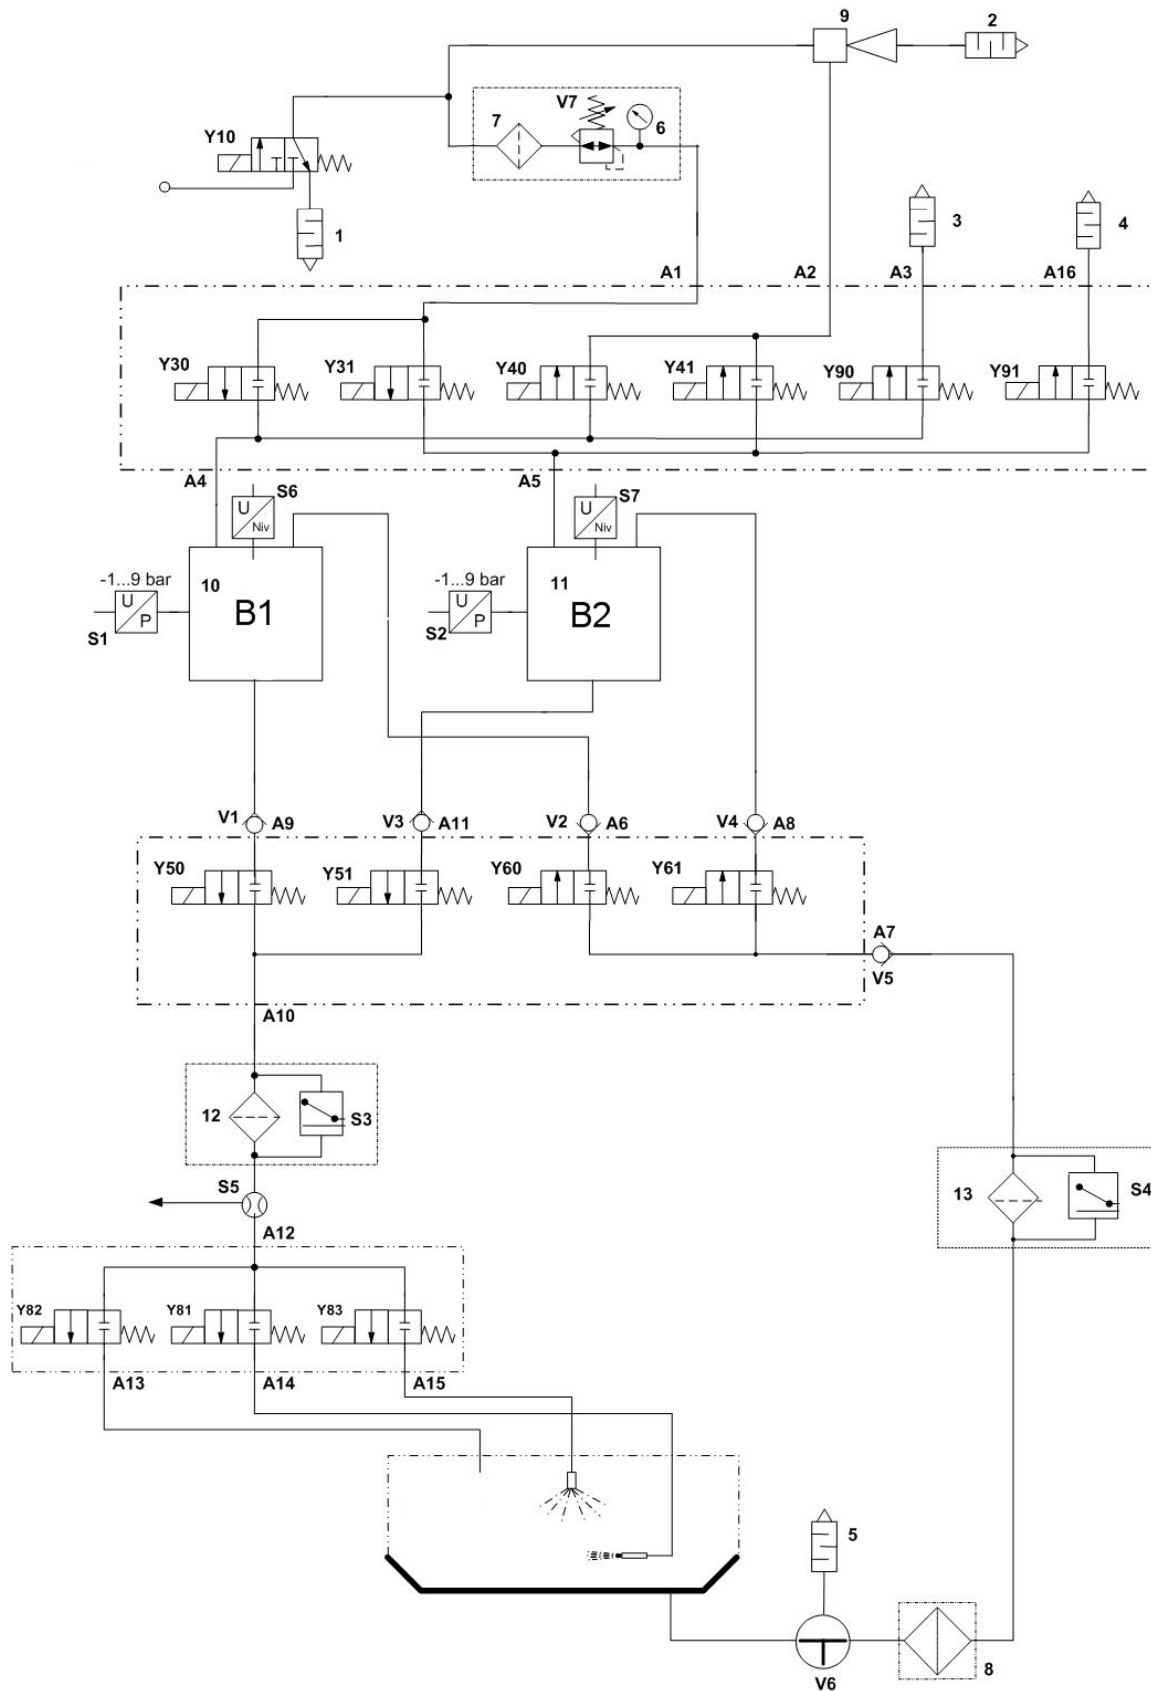 9
2
V7
7
6
Y10
1
3
4
A1
A2
A3
A16
Y30
Y31
Y40
Y41
Y90
Y91
A4
A5
S6
S7
U
Niv
U
Niv
-1...9 bar
-1...9 bar
10
11
U
P
U
P
B1
B2
S1
S2
V1
A9
V3
A11
V2
A6
V4
A8
Y50
Y51
Y60
Y61
A7
V5
A10
12
S3
S5
13
S4
A12
Y82
Y81
Y83
A13
A14
A15
5
8
V6